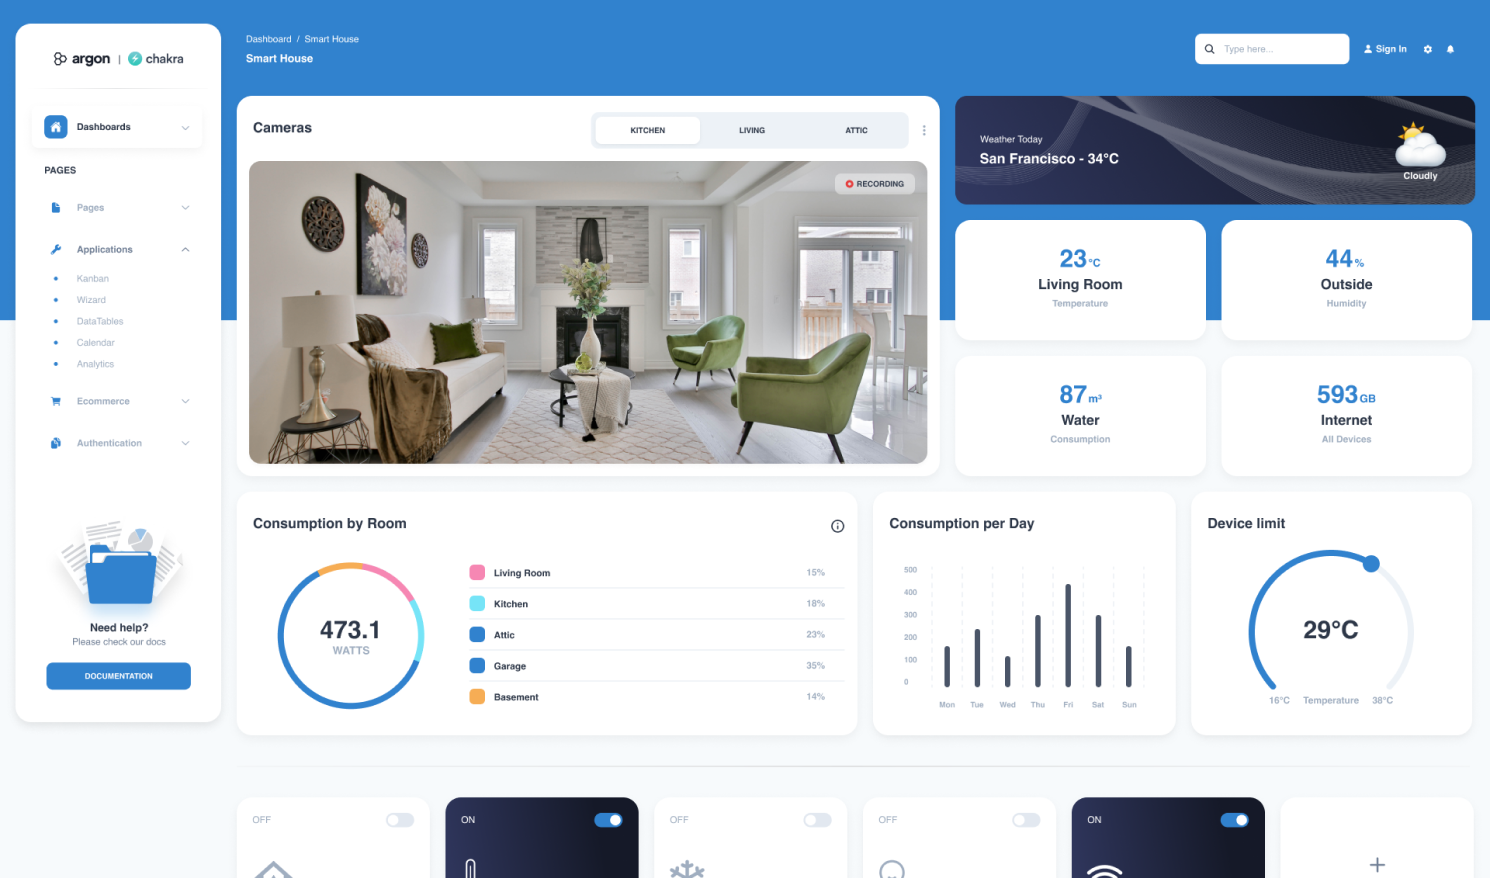 argon | chakra
Dashboards
PAGES
Pages
Applications
Kanban
Wizard
DataTables
Calendar
Analytics
Ecommerce
Authentication
Need help?
Please check our docs
DOCUMENTATION
Dashboard / Smart House
Smart House
Type here...
Sign In
Cameras
KITCHEN
LIVING
ATTIC
RECORDING
Weather Today
San Francisco - 34°C
Cloudly
23 °C
Living Room
Temperature
44 %
Outside
Humidity
87 m³
Water
Consumption
593 GB
Internet
All Devices
Consumption by Room
473.1
WATTS
Living Room 15%
Kitchen 18%
Attic 23%
Garage 35%
Basement 14%
Consumption per Day
500
400
300
200
100
0
Mon Tue Wed Thu Fri Sat Sun
Device limit
29°C
16°C Temperature 38°C
OFF
ON
OFF
OFF
ON